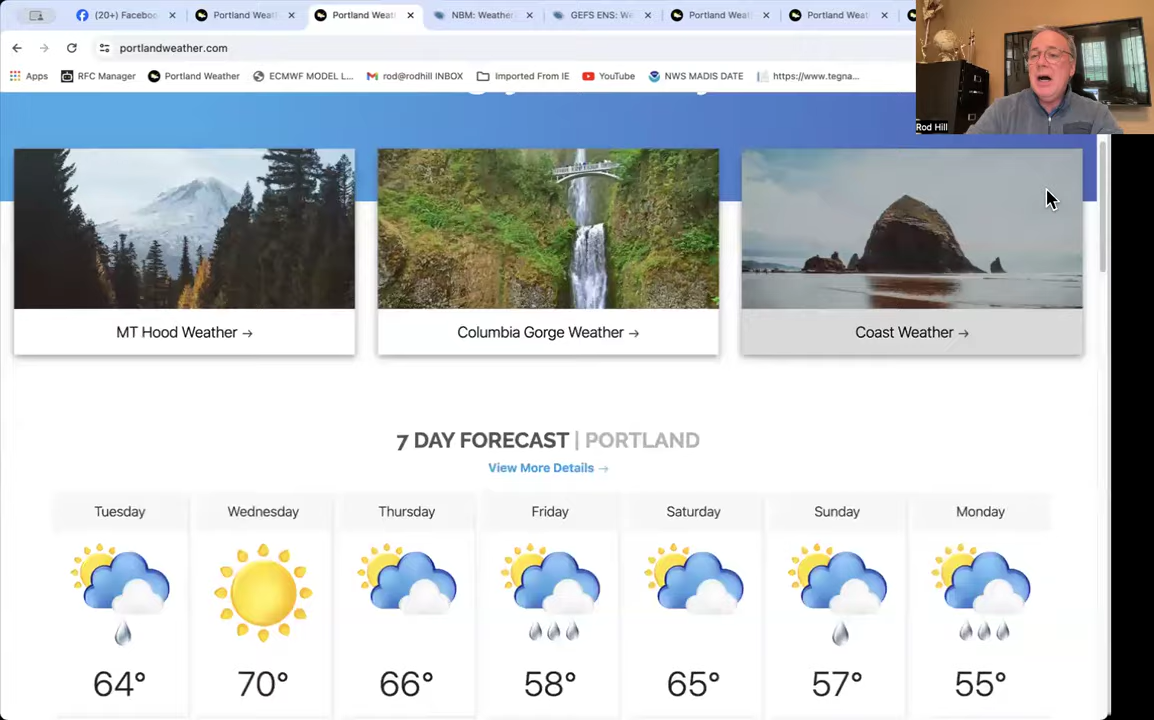 (20+) Faceboo
Portland Weat
Portland Weat
NBM: Weather
GEFS ENS: We
Portland Weat
Portland Weat
portlandweather.com
Apps
RFC Manager
Portland Weather
ECMWF MODEL L...
rod@rodhill INBOX
Imported From IE
YouTube
NWS MADIS DATE
https://www.tegna...
Rod Hill
MT Hood Weather →
Columbia Gorge Weather →
Coast Weather →
7 DAY FORECAST | PORTLAND
View More Details →
Tuesday
Wednesday
Thursday
Friday
Saturday
Sunday
Monday
64°
70°
66°
58°
65°
57°
55°